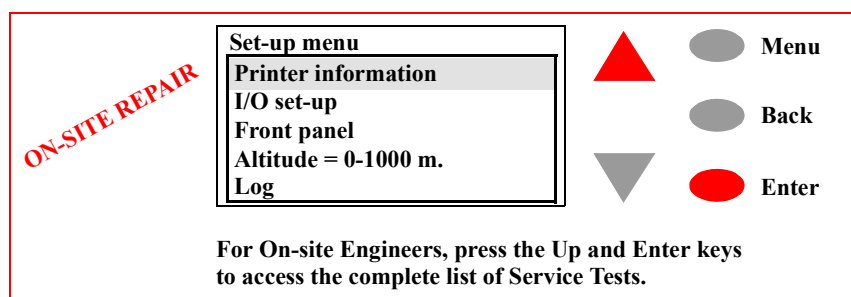 ON-SITE REPAIR
Set-up menu
Printer information
I/O set-up
Front panel
Altitude = 0-1000 m.
Log
Menu
Back
Enter
For On-site Engineers, press the Up and Enter keys
to access the complete list of Service Tests.